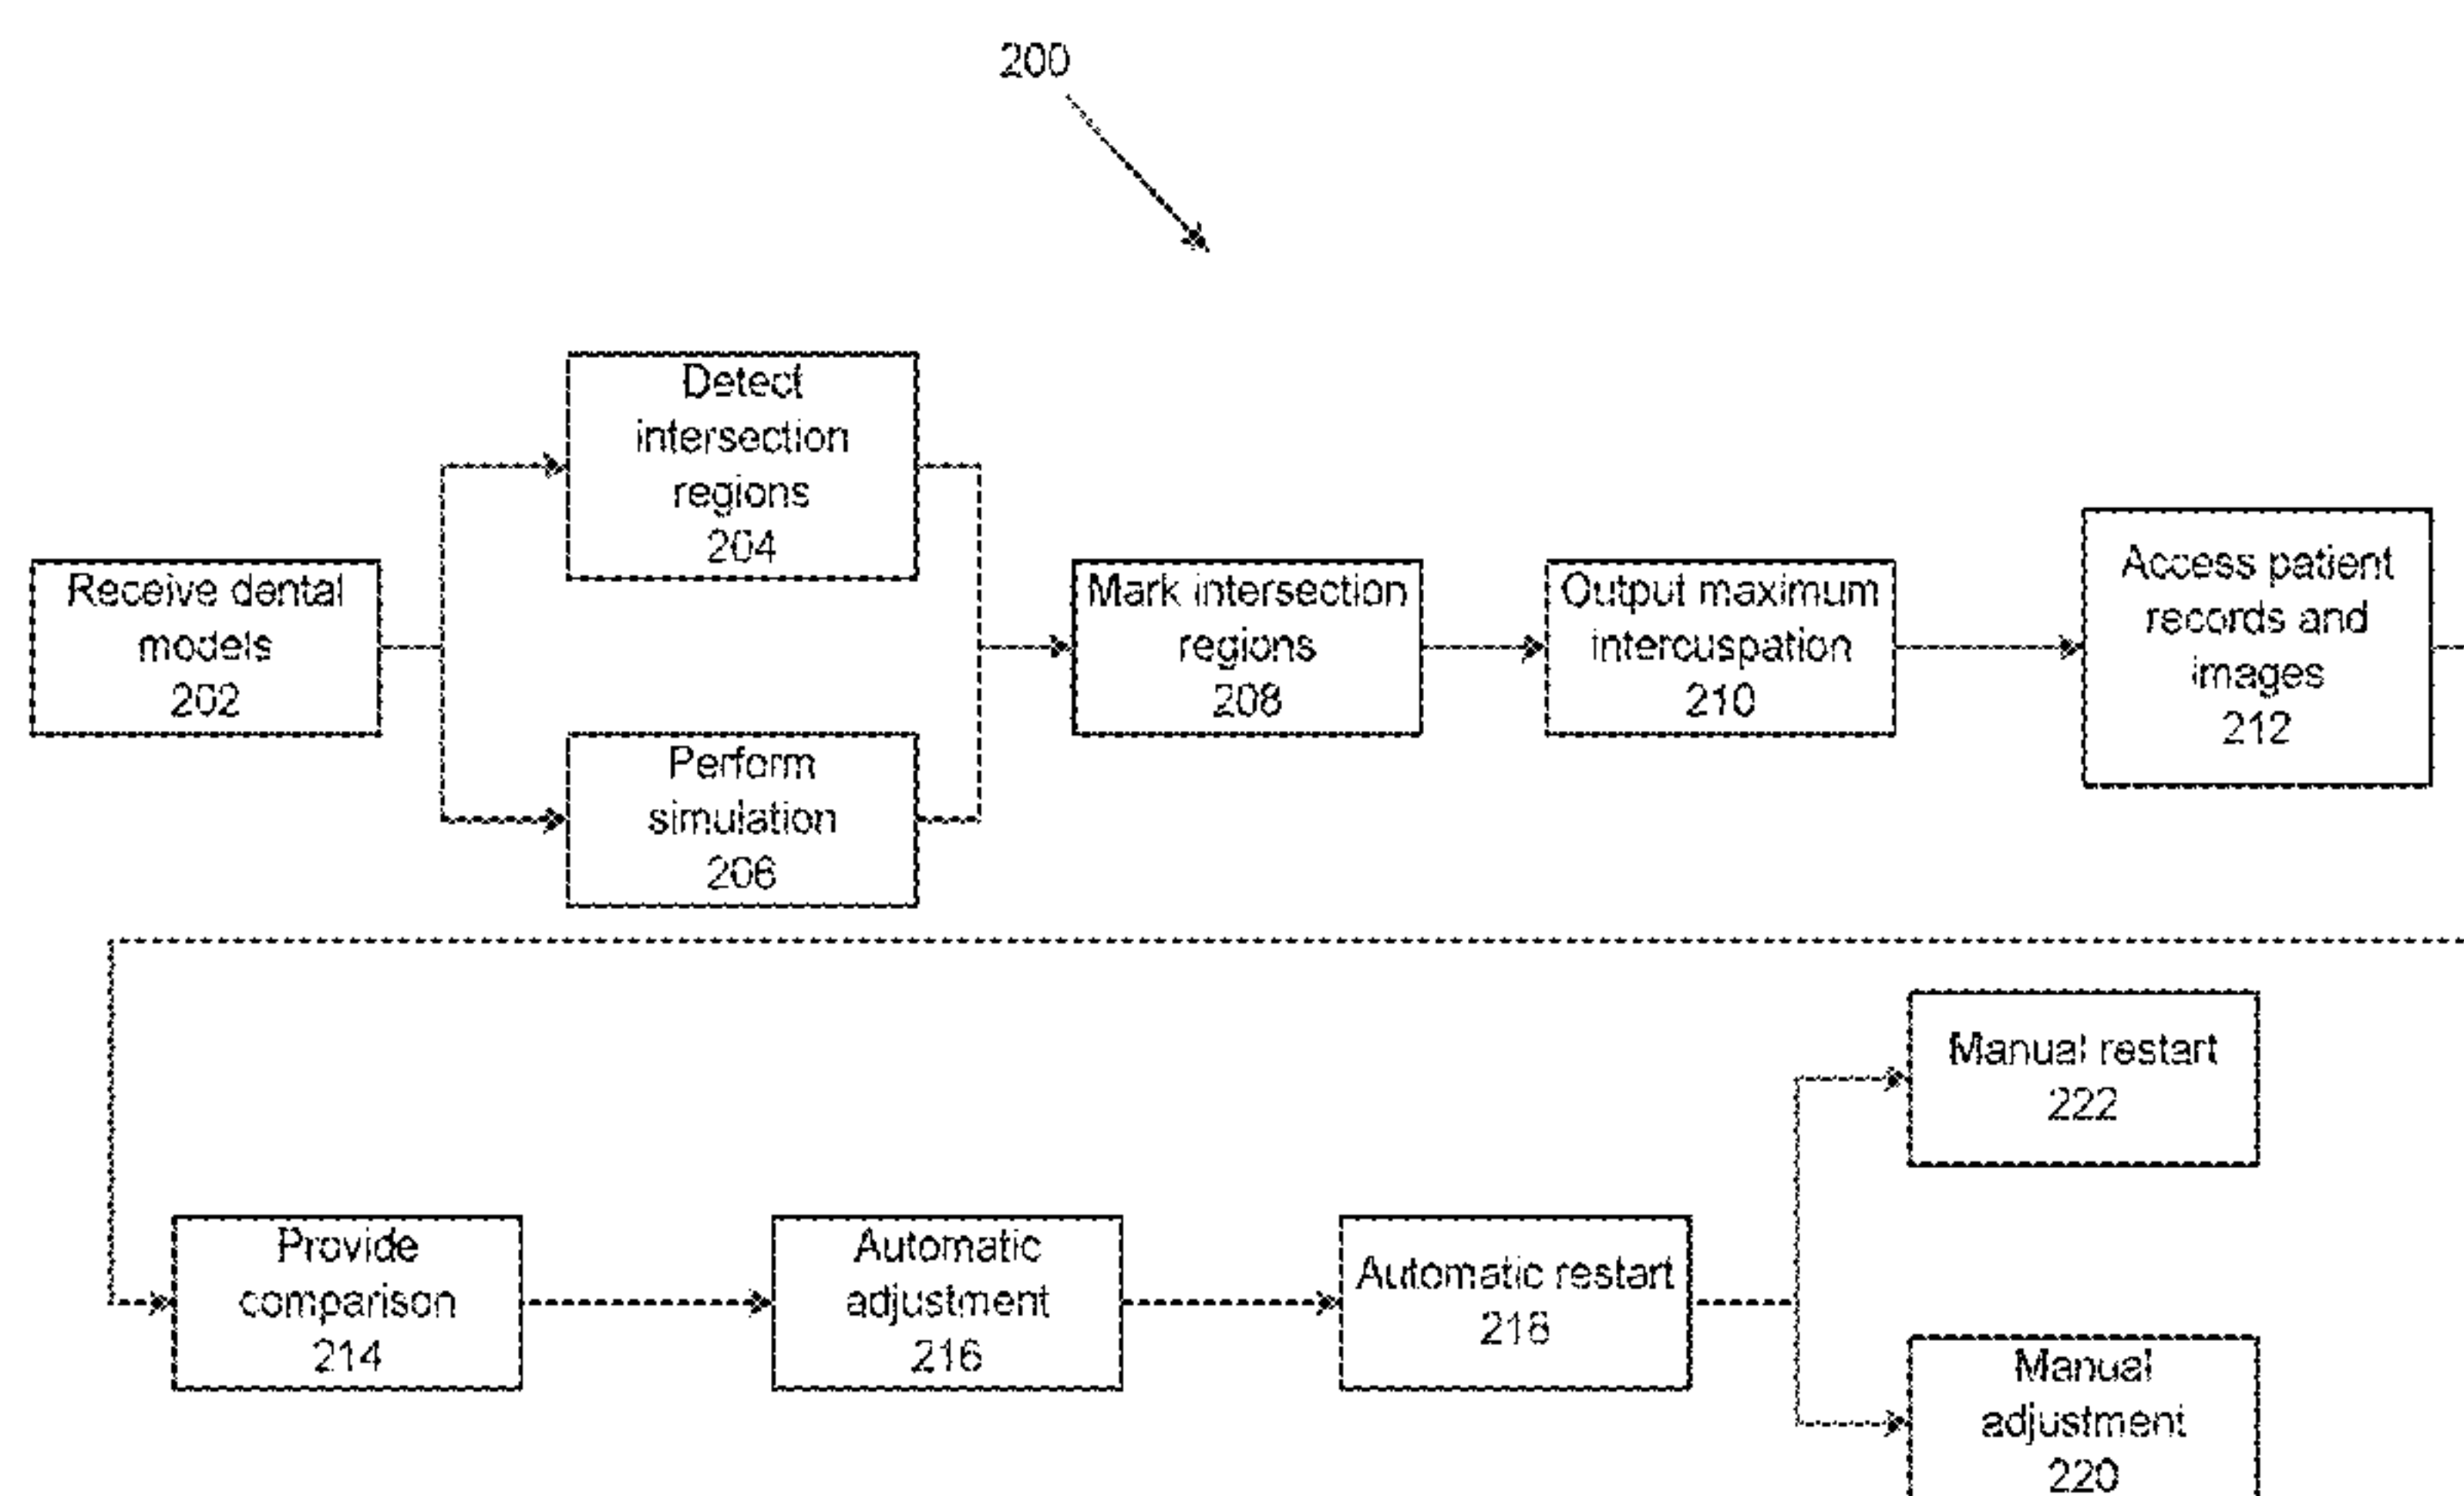 200
Detect
intersection
regions
204
Receive dental
models
202
Perform
simulation
206
Mark intersection
regions
208
Output maximum
intercuspation
210
Access patient
records and
images
212
Provide
comparison
214
Automatic
adjustment
216
Automatic restart
218
Manual restart
222
Manual
adjustment
220